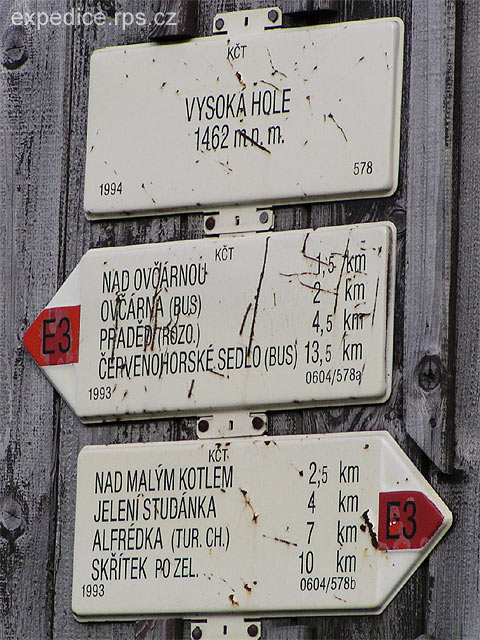 expedice.rps.cz
KČT
VYSOKÁ HOLE
1462 m n. m.
1994 578
KČT
NAD OVČÁRNOU 1,5 km
OVČÁRNA (BUS) 2 km
PRADĚD (ROZO.) 4,5 km
ČERVENOHORSKÉ SEDLO (BUS) 13,5 km
E3
1993 0604/578a
KČT
NAD MALÝM KOTLEM 2,5 km
JELENÍ STUDÁNKA 4 km
ALFRÉDKA (TUR. CH.) 7 km
SKŘÍTEK PO ZEL. 10 km
E3
1993 0604/578b